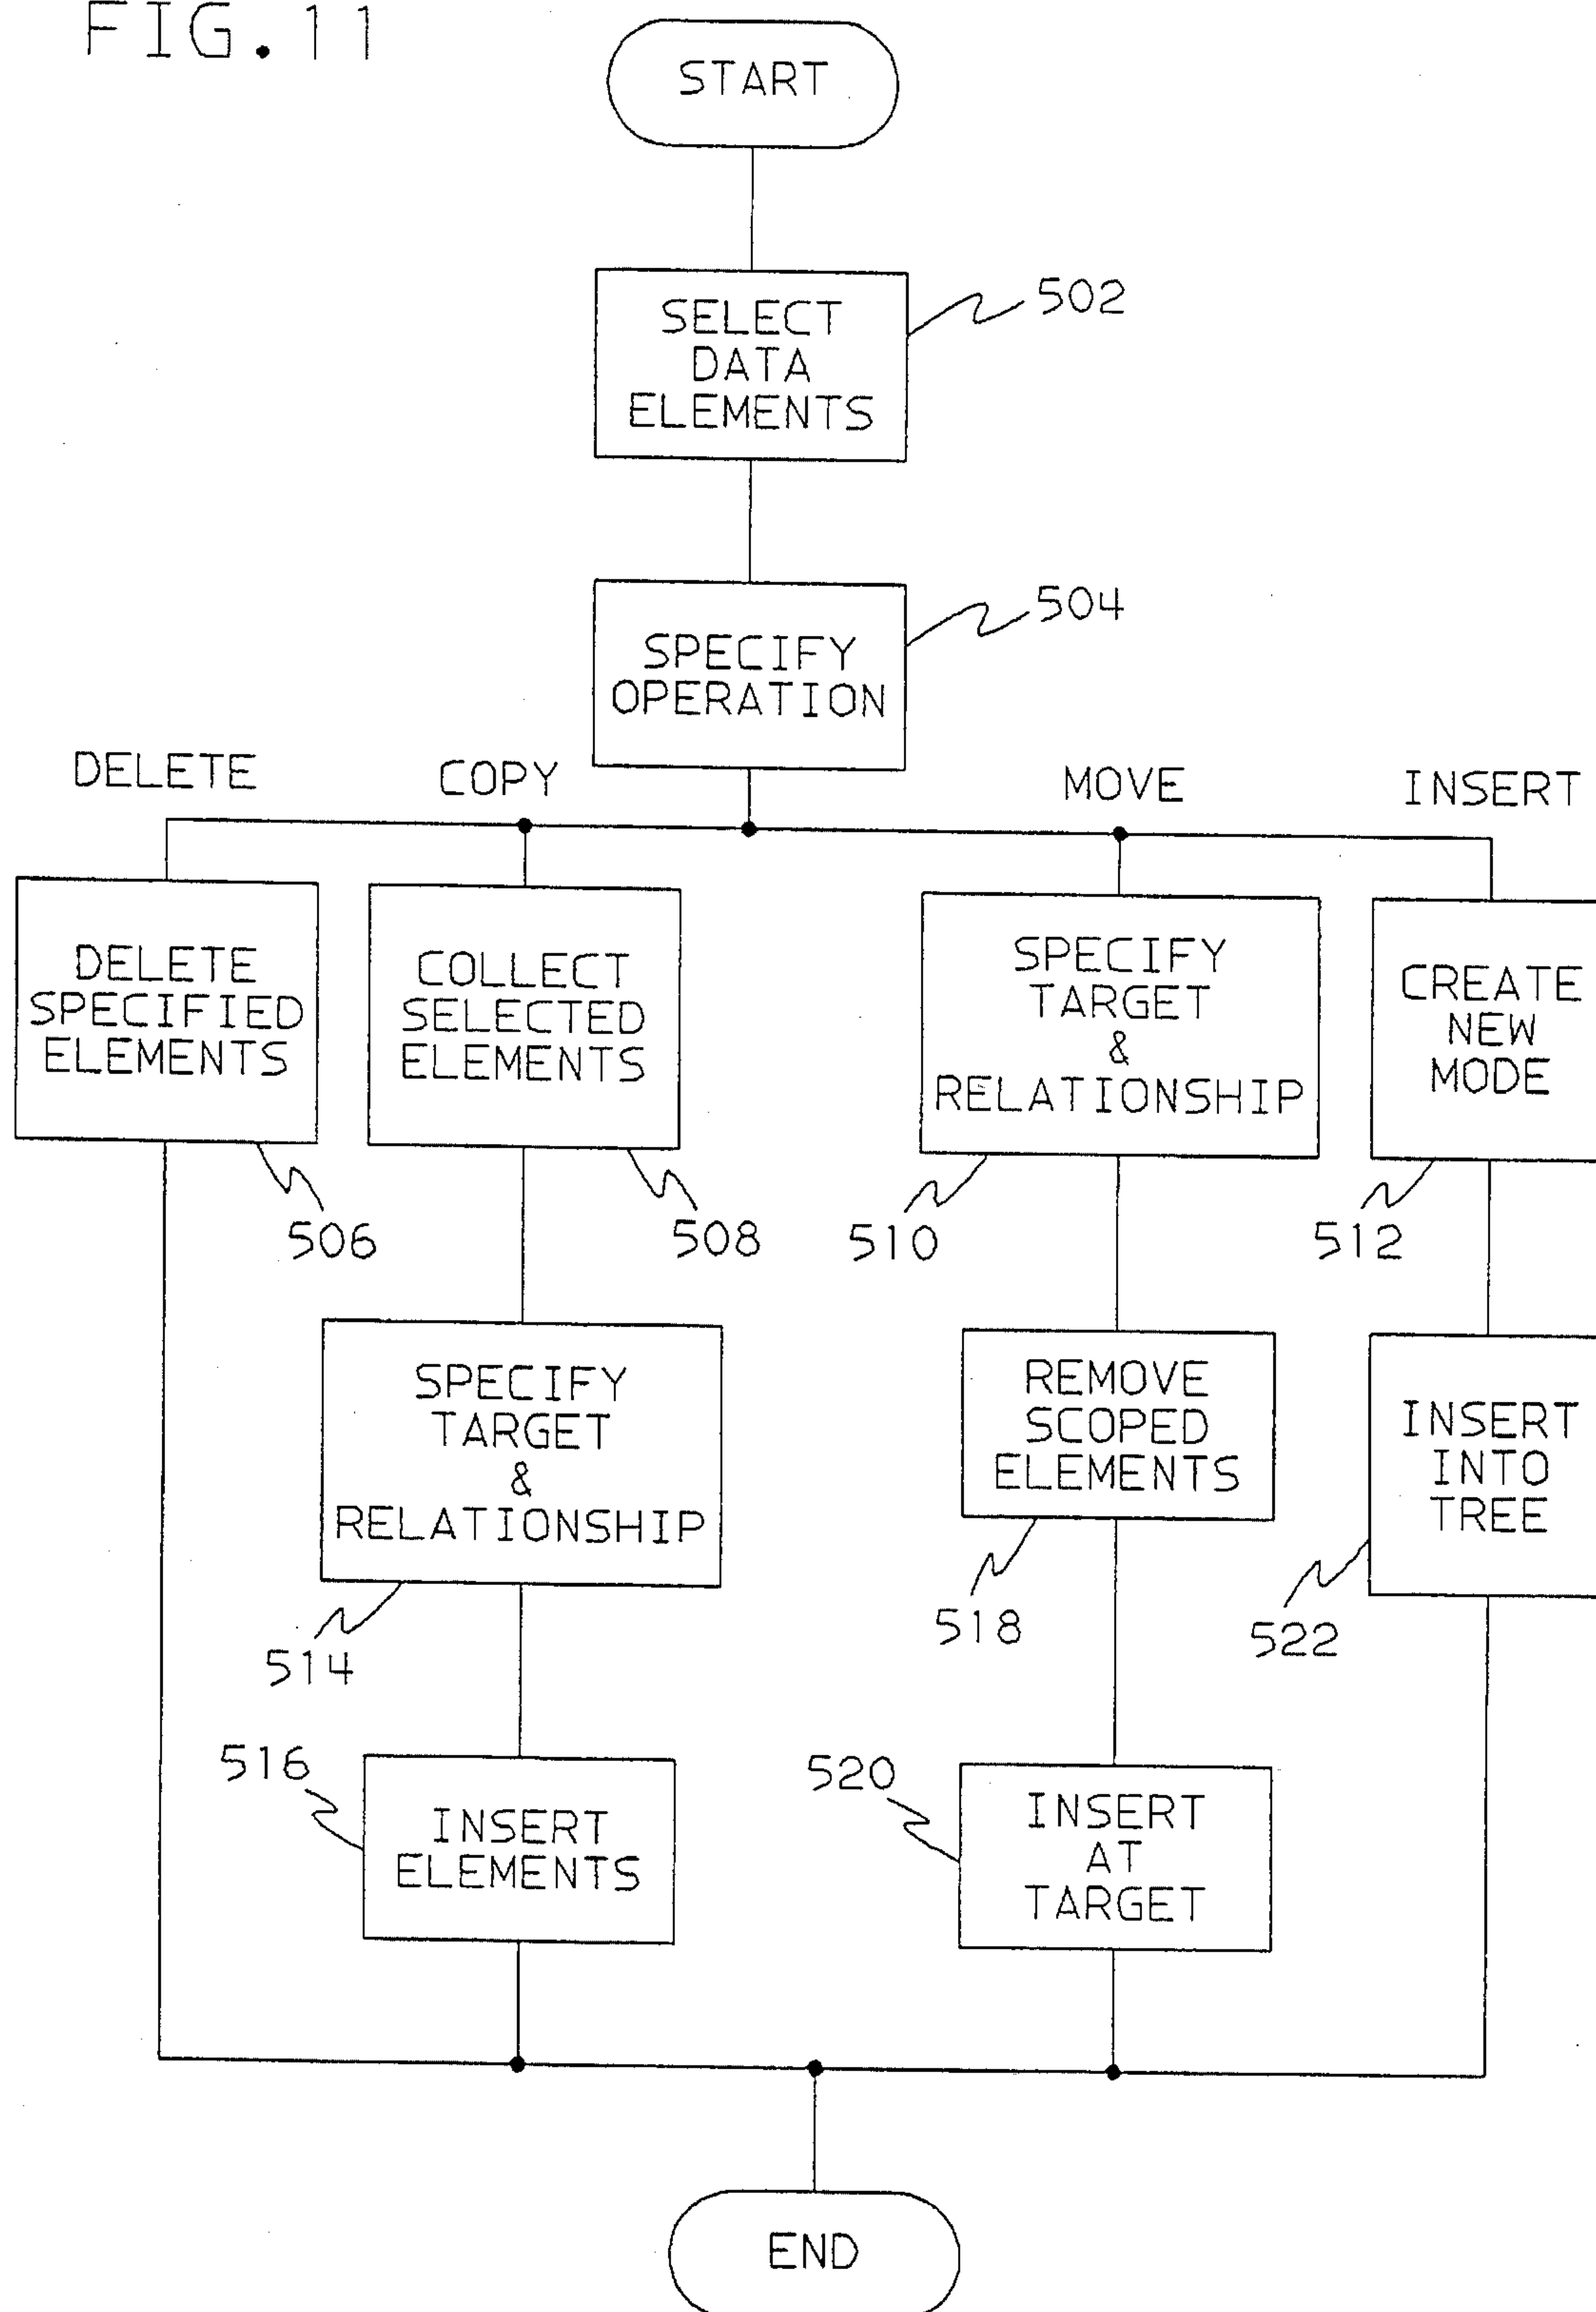 FIG.11
START
SELECT
DATA
ELEMENTS
502
SPECIFY
OPERATION
504
DELETE
COPY
MOVE
INSERT
DELETE
SPECIFIED
ELEMENTS
506
COLLECT
SELECTED
ELEMENTS
508
SPECIFY
TARGET
&
RELATIONSHIP
510
CREATE
NEW
MODE
512
SPECIFY
TARGET
&
RELATIONSHIP
514
REMOVE
SCOPED
ELEMENTS
518
INSERT
INTO
TREE
522
516
INSERT
ELEMENTS
520
INSERT
AT
TARGET
END